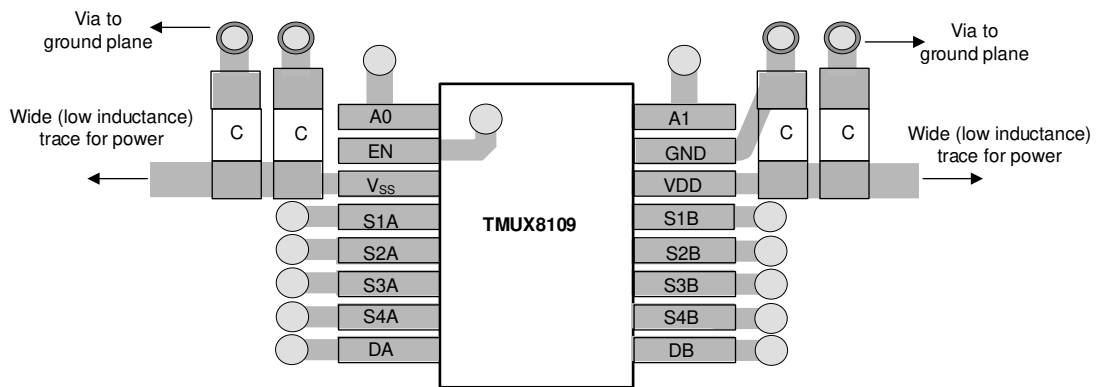 Via to
ground plane
Via to
ground plane
Wide (low inductance)
trace for power
C
C
A0
EN
VSS
S1A
S2A
S3A
S4A
DA
TMUX8109
A1
GND
VDD
S1B
S2B
S3B
S4B
DB
C
C
Wide (low inductance)
trace for power